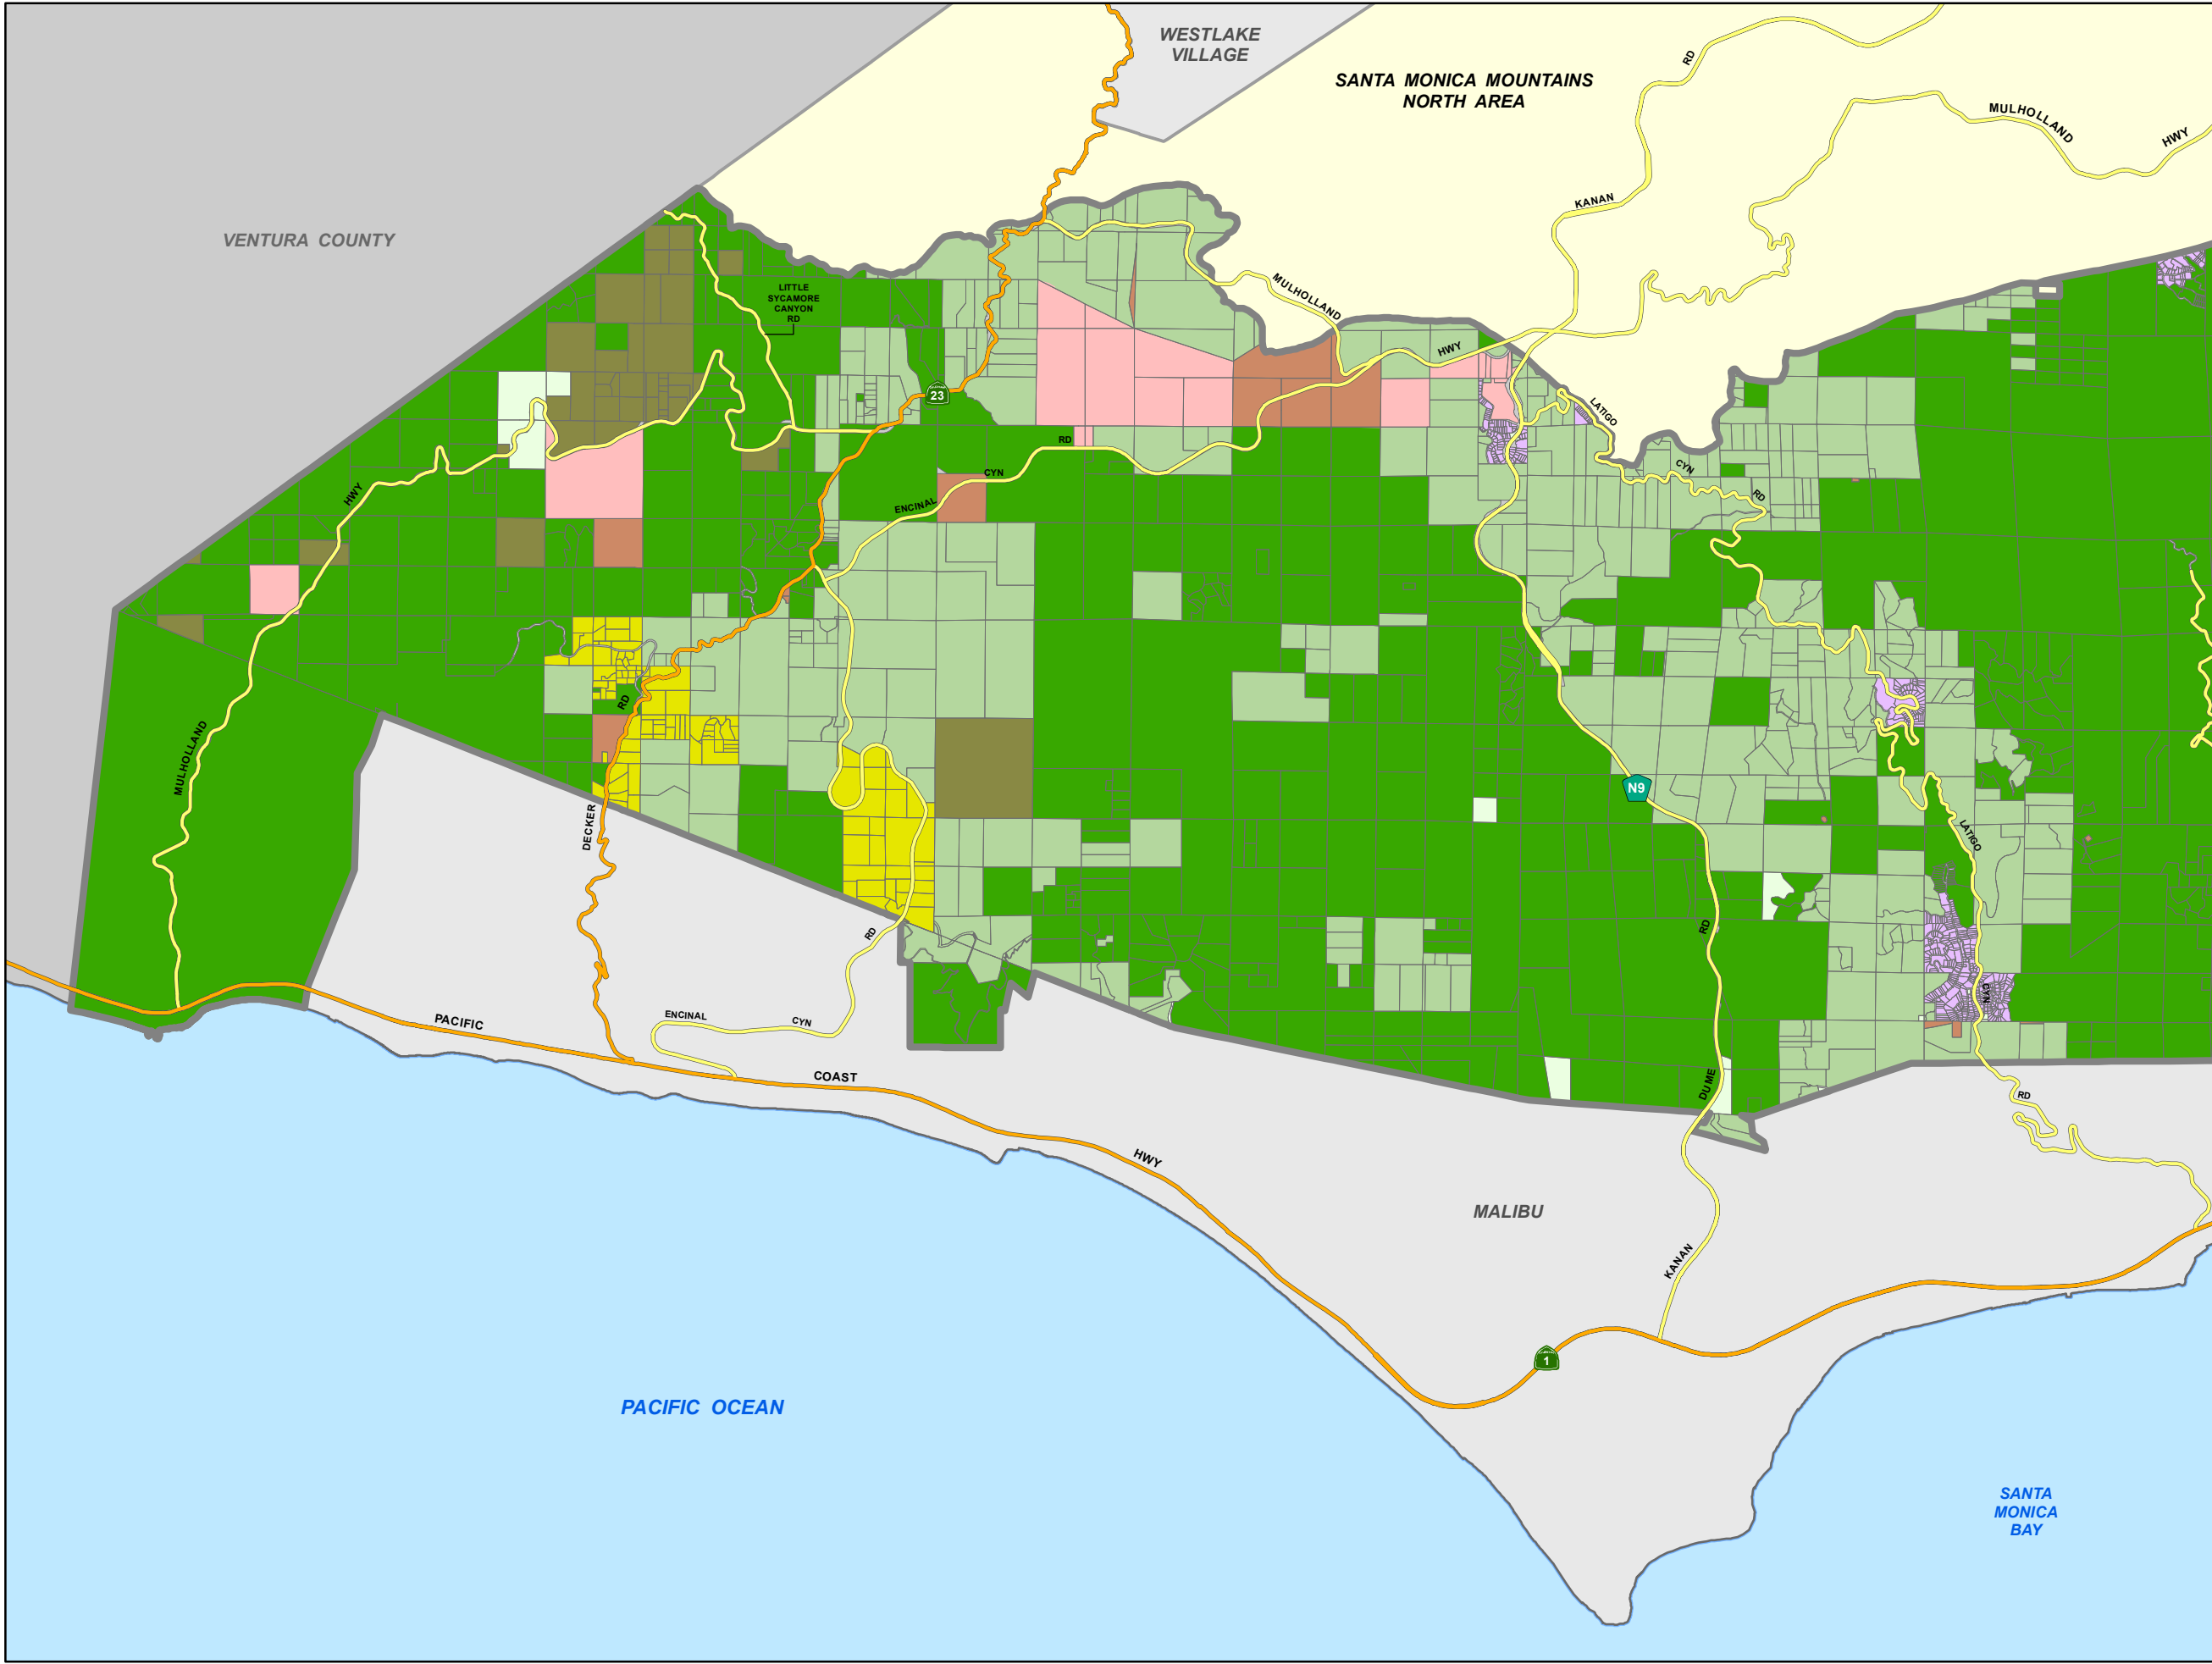 WESTLAKE
VILLAGE
SANTA MONICA MOUNTAINS
NORTH AREA
RD
MULHOLLAND
HWY
KANAN
VENTURA COUNTY
LITTLE
SYCAMORE
CANYON
RD
MULHOLLAND
HWY
23
LATIGO
RD
CYN
CYN
RD
HWY
ENCINAL
RD
MULHOLLAND
N9
DECKER
LATIGO
RD
RD
CYN
ENCINAL
CYN
PACIFIC
COAST
DUME
RD
HWY
MALIBU
KANAN
1
PACIFIC OCEAN
SANTA
MONICA
BAY